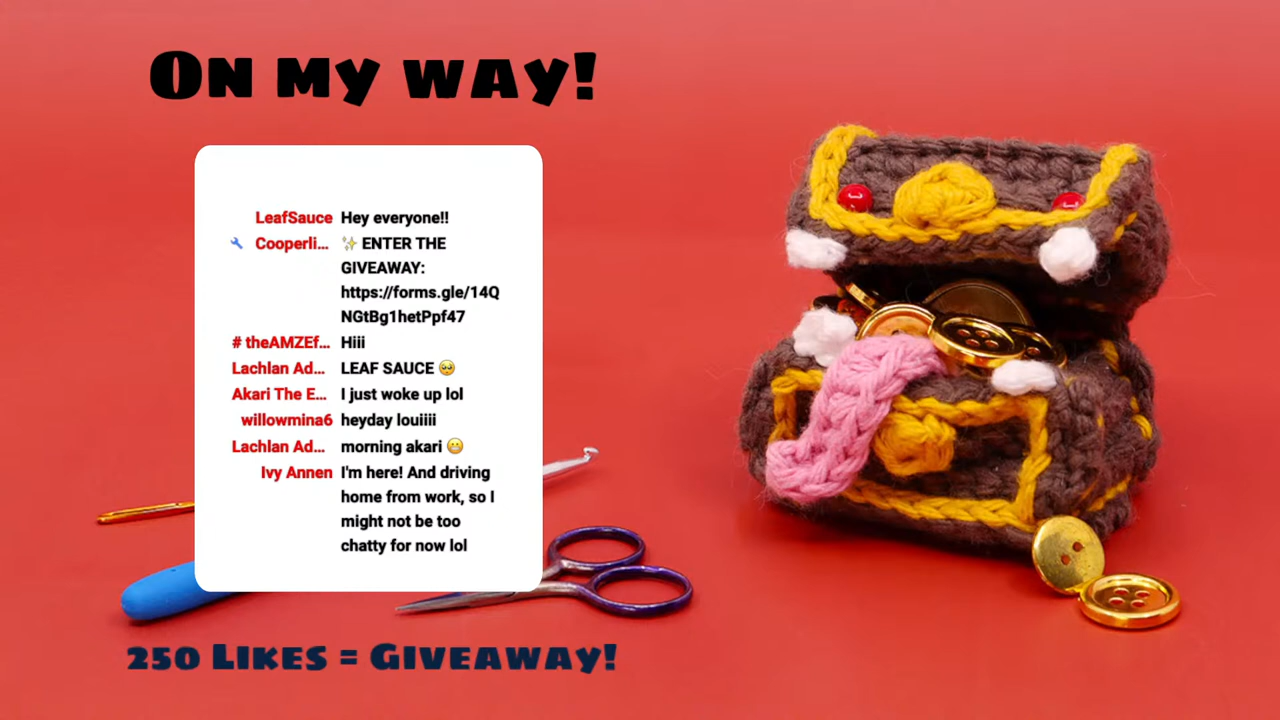 On my way!
LeafSauce Hey everyone!!
Cooperli... ✨ ENTER THE
GIVEAWAY:
https://forms.gle/14Q
NGtBg1hetPpf47
# theAMZEf... Hiii
Lachlan Ad... LEAF SAUCE 🥺
Akari The E... I just woke up lol
willowmina6 heyday louiiii
Lachlan Ad... morning akari 😬
Ivy Annen I'm here! And driving
home from work, so I
might not be too
chatty for now lol
250 Likes = Giveaway!